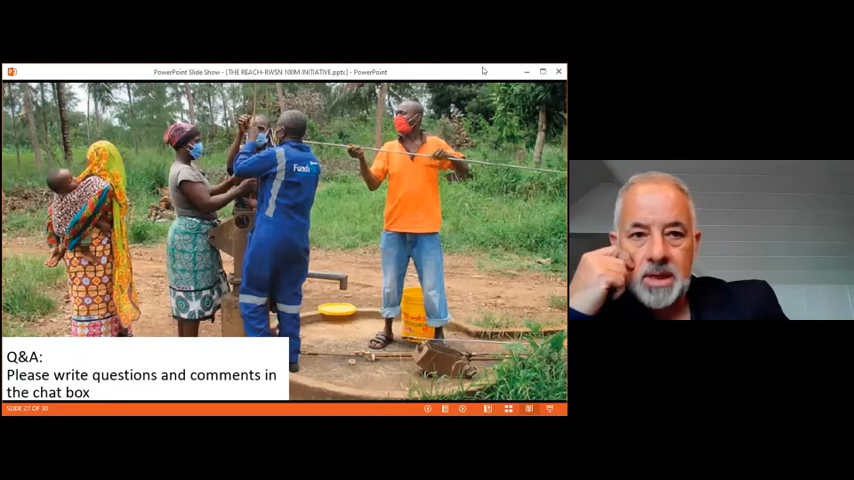 PowerPoint Slide Show - [THE REACH-RWSN 100M INITIATIVE.pptx] - PowerPoint
Fundi
Q&A:
Please write questions and comments in
the chat box
SLIDE 27 OF 30